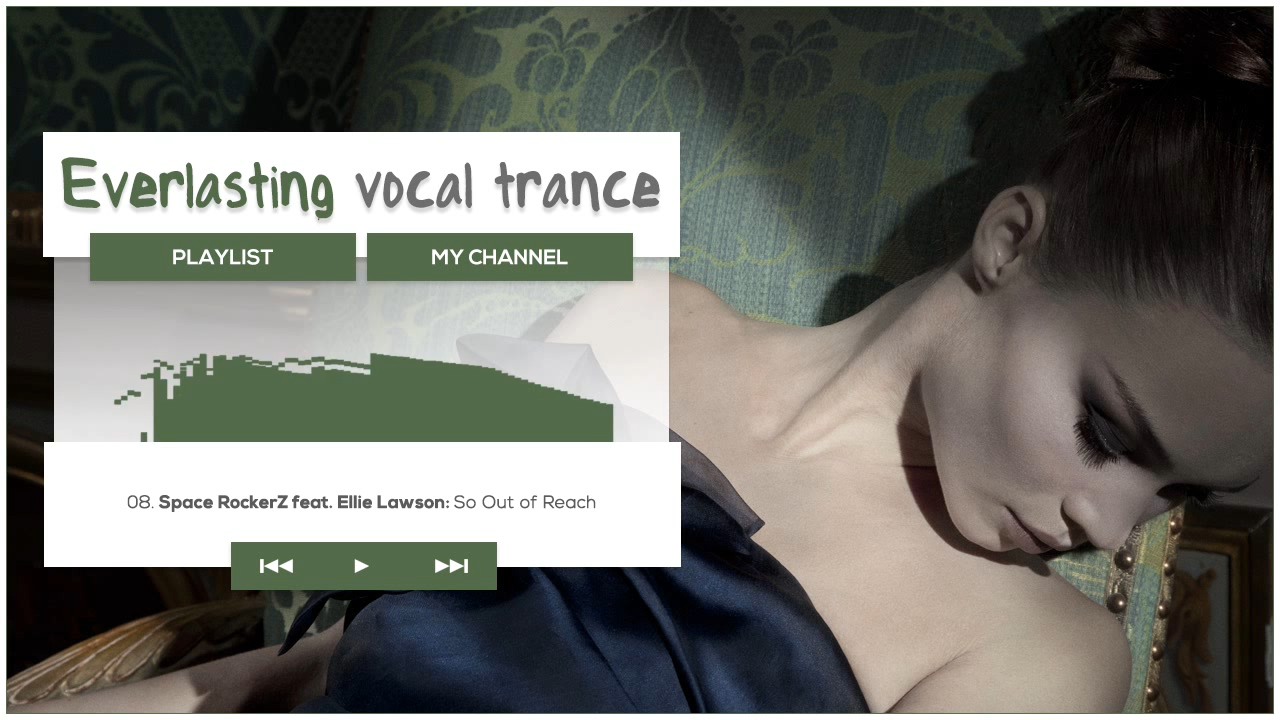 Everlasting vocal trance
PLAYLIST MY CHANNEL
08. Space RockerZ feat. Ellie Lawson: So Out of Reach